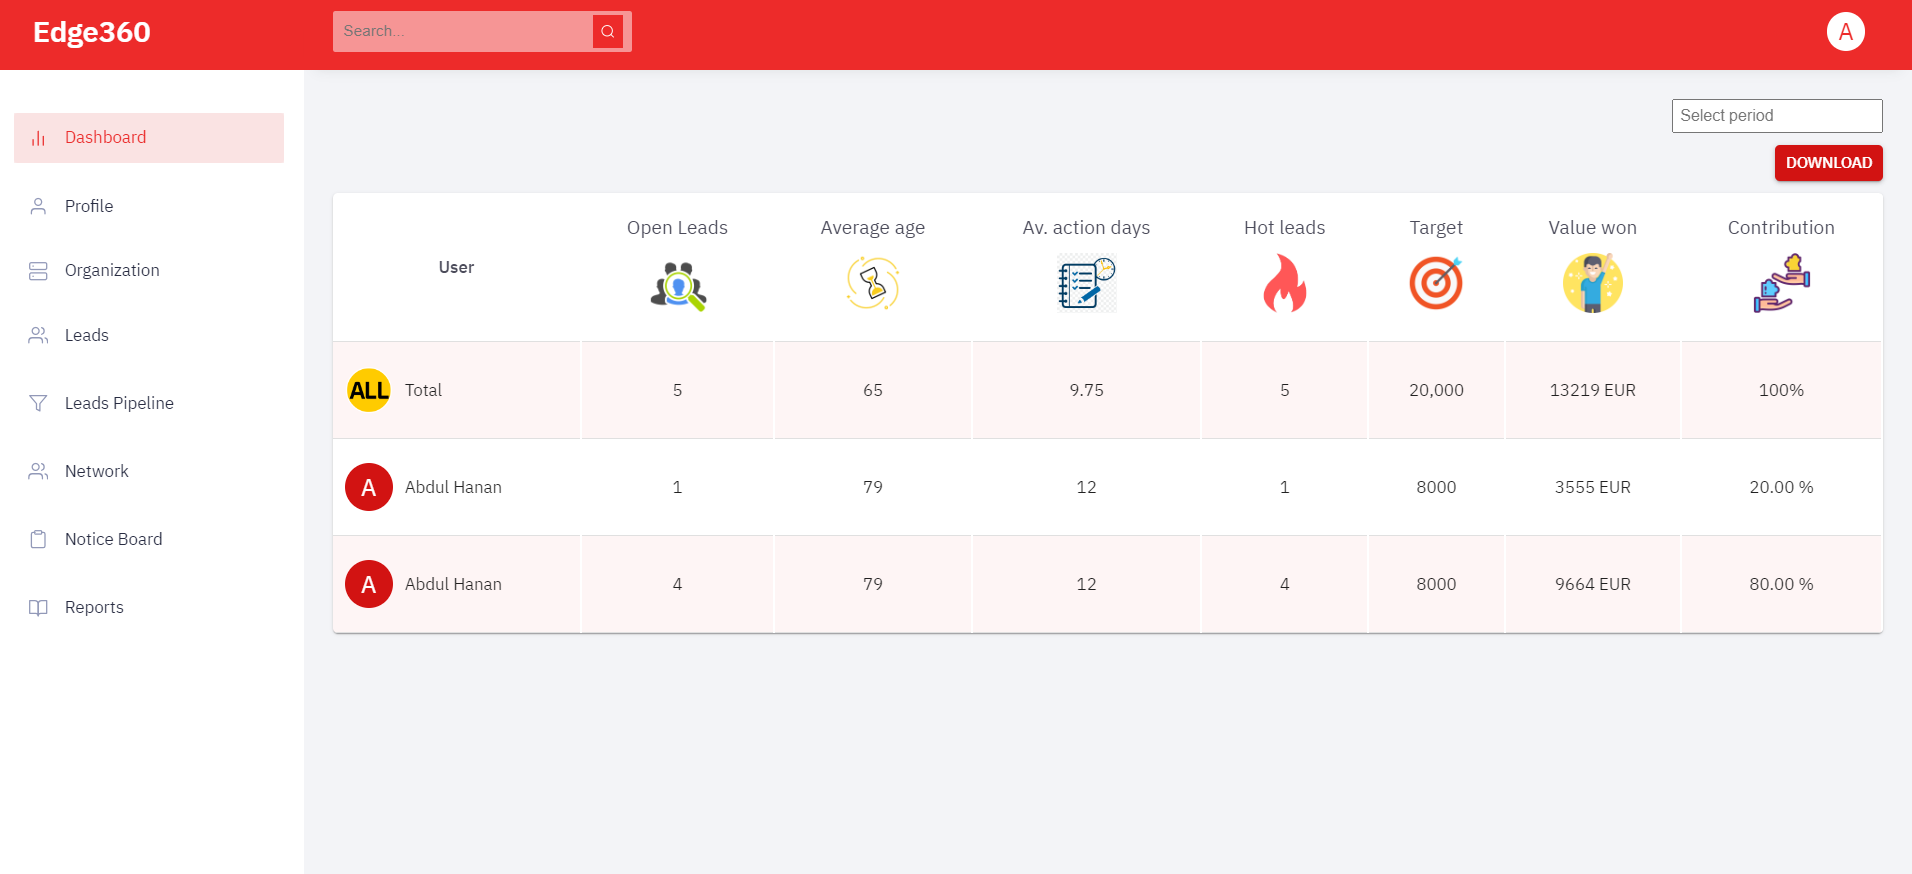 Edge360
Search...
A
Dashboard
Profile
Organization
Leads
Leads Pipeline
Network
Notice Board
Reports
Select period
DOWNLOAD
User Open Leads Average age Av. action days Hot leads Target Value won Contribution
ALL Total 5 65 9.75 5 20,000 13219 EUR 100%
A Abdul Hanan 1 79 12 1 8000 3555 EUR 20.00 %
A Abdul Hanan 4 79 12 4 8000 9664 EUR 80.00 %